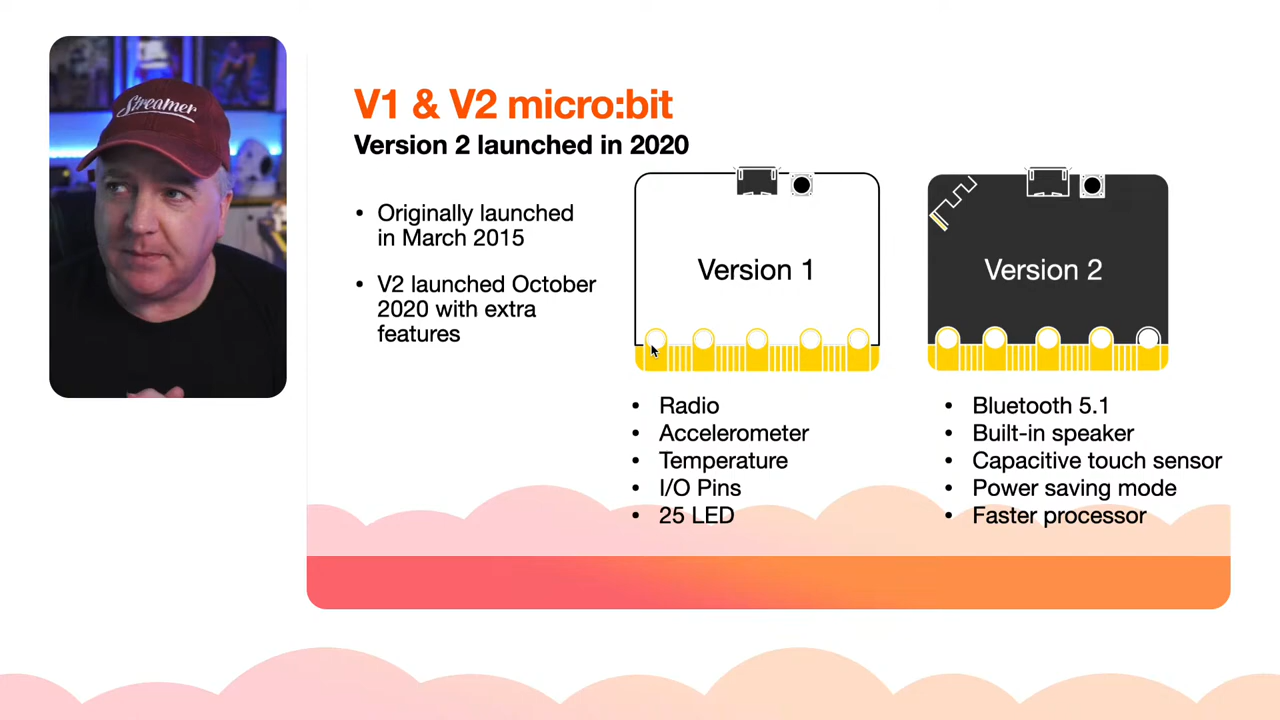 Streamer
V1 & V2 micro:bit
Version 2 launched in 2020
• Originally launched
in March 2015
• V2 launched October
2020 with extra
features
Version 1
• Radio
• Accelerometer
• Temperature
• I/O Pins
• 25 LED
Version 2
• Bluetooth 5.1
• Built-in speaker
• Capacitive touch sensor
• Power saving mode
• Faster processor